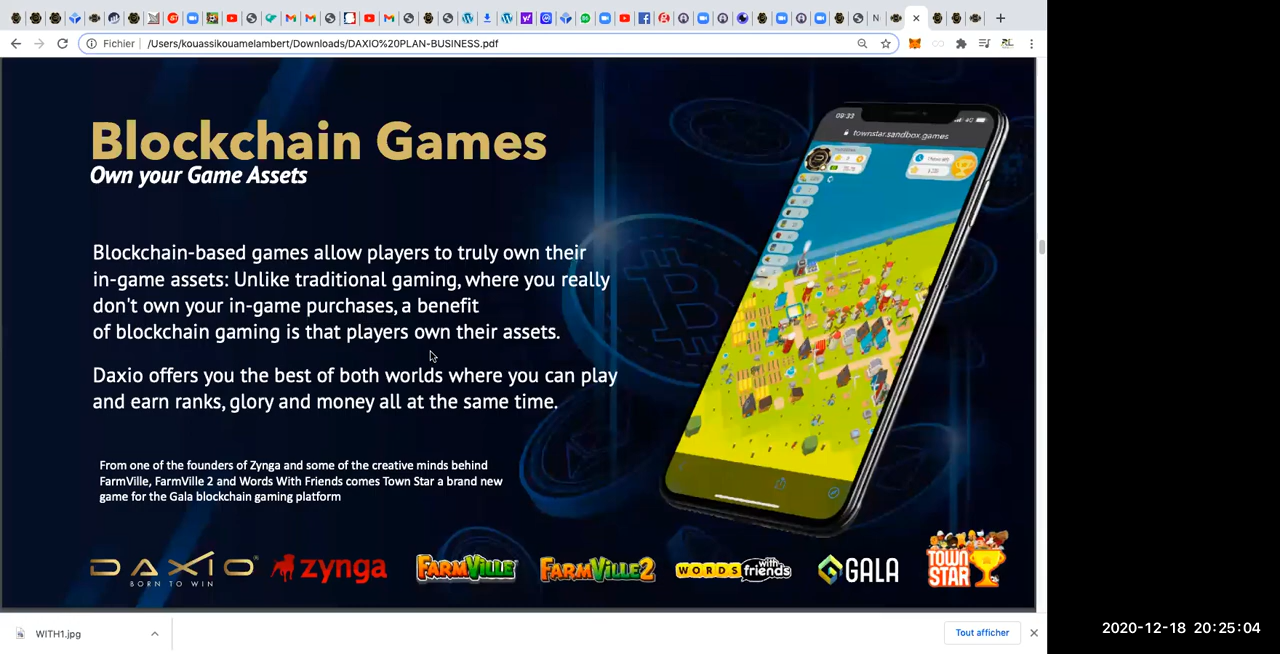 Fichier
/Users/kouassikouamelambert/Downloads/DAXIO%20PLAN-BUSINESS.pdf
Blockchain Games
Own your Game Assets
09:33
4G
townstar.sandbox.games
Blockchain-based games allow players to truly own their
in-game assets: Unlike traditional gaming, where you really
don't own your in-game purchases, a benefit
of blockchain gaming is that players own their assets.
Daxio offers you the best of both worlds where you can play
and earn ranks, glory and money all at the same time.
From one of the founders of Zynga and some of the creative minds behind
FarmVille, FarmVille 2 and Words With Friends comes Town Star a brand new
game for the Gala blockchain gaming platform
DAXIO®
BORN TO WIN
zynga
FARMVILLE
FARMVILLE 2
WORDS with friends
GALA
TOWN STAR
WITH1.jpg
Tout afficher
2020-12-18 20:25:04